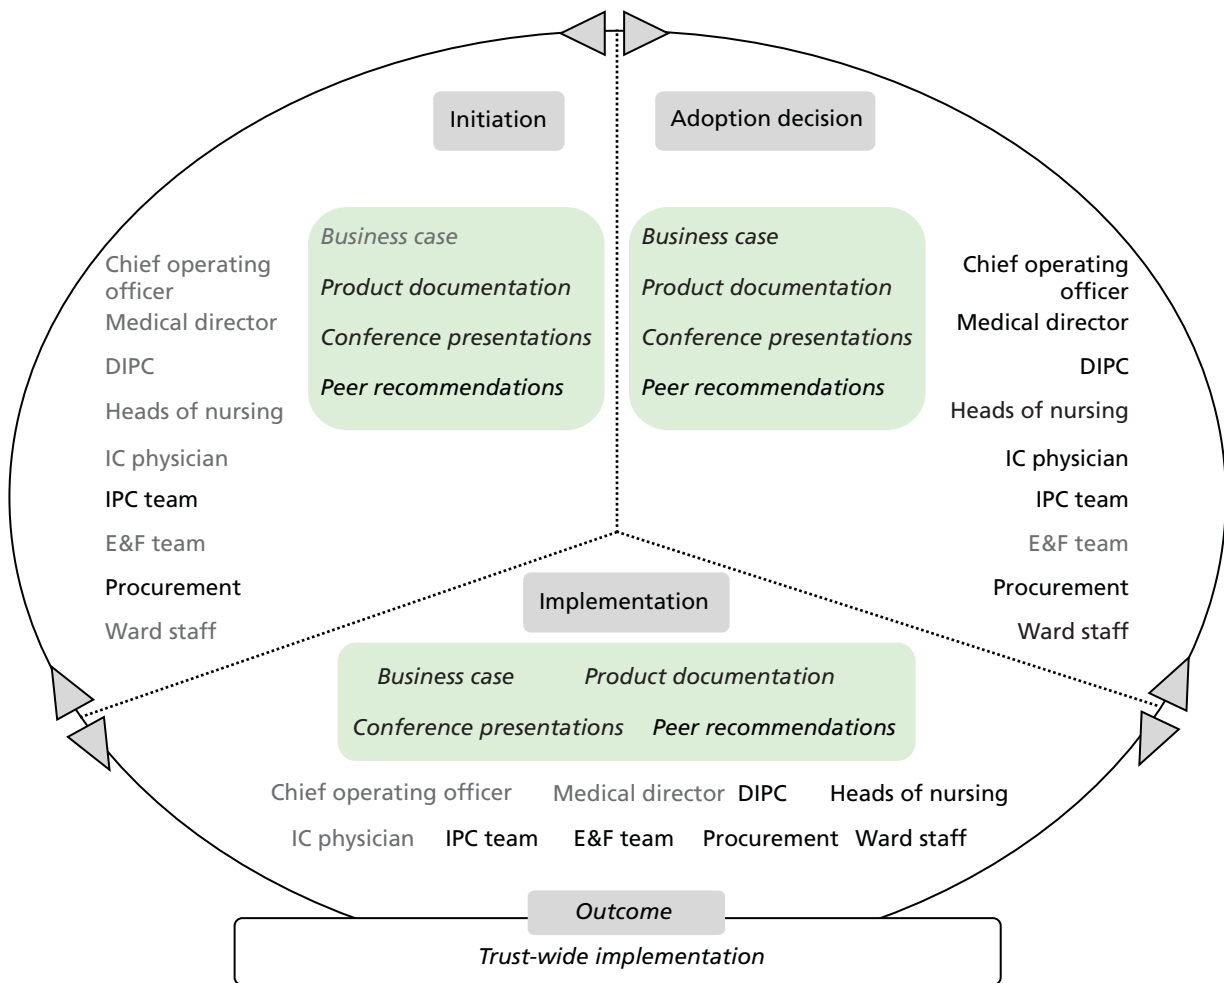 Initiation
Adoption decision
Business case
Product documentation
Conference presentations
Peer recommendations
Business case
Product documentation
Conference presentations
Peer recommendations
Chief operating
officer
Medical director
DIPC
Heads of nursing
IC physician
IPC team
E&F team
Procurement
Ward staff
Chief operating
officer
Medical director
DIPC
Heads of nursing
IC physician
IPC team
E&F team
Procurement
Ward staff
Implementation
Business case Product documentation
Conference presentations Peer recommendations
Chief operating officer Medical director DIPC Heads of nursing
IC physician IPC team E&F team Procurement Ward staff
Outcome
Trust-wide implementation